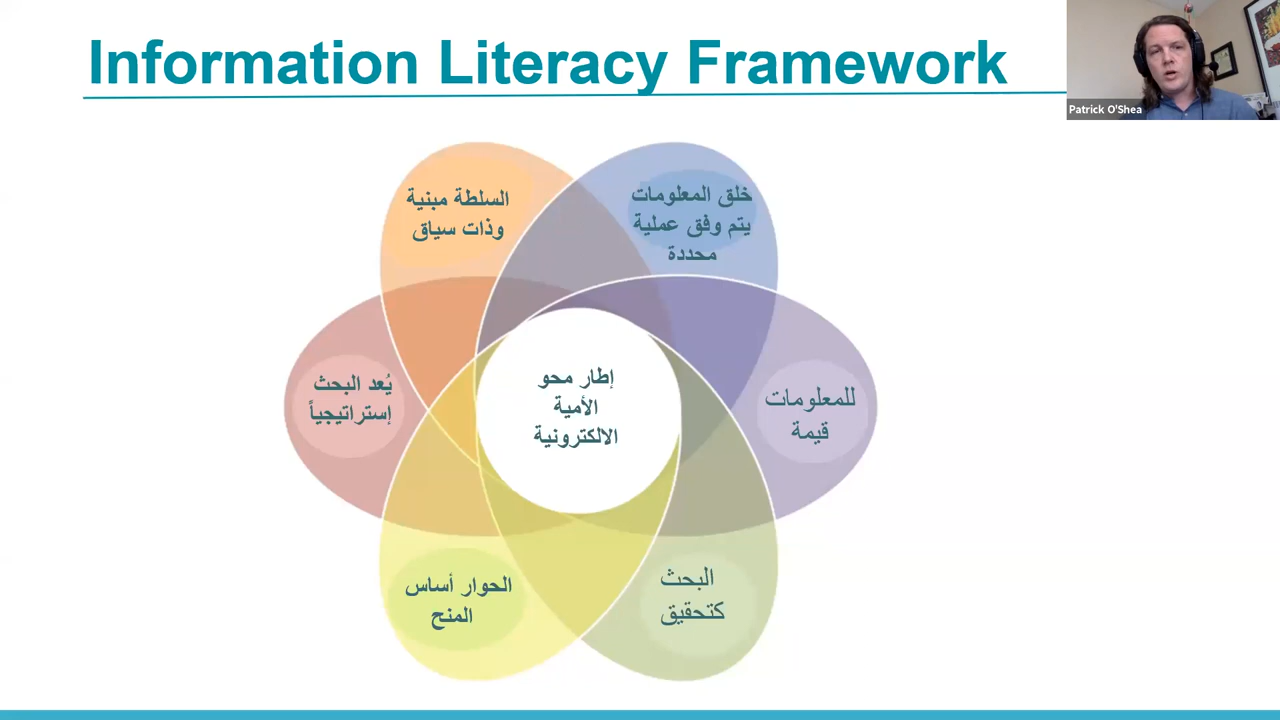 Information Literacy Framework
Patrick O'Shea
السلطة مبنية
وذات سياق
خلق المعلومات
يتم وفق عملية
محددة
يُعد البحث
إستراتيجياً
إطار محو
الأمية
الالكترونية
للمعلومات
قيمة
الحوار أساس
المنح
البحث
كتحقيق